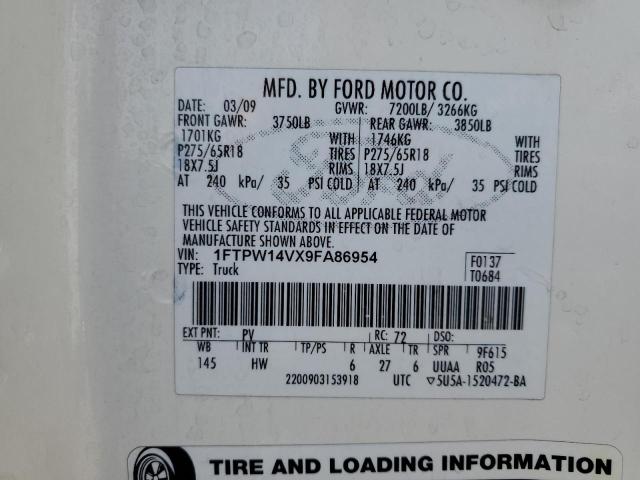 MFD. BY FORD MOTOR CO.
DATE: 03/09 GVWR: 7200LB/ 3266KG
FRONT GAWR: 3750LB REAR GAWR: 3850LB
1701KG WITH 1746KG WITH
P275/65R18 TIRES P275/65R18 TIRES
18X7.5J RIMS 18X7.5J RIMS
AT 240 kPa/ 35 PSI COLD AT 240 kPa/ 35 PSI COLD
Ford
THIS VEHICLE CONFORMS TO ALL APPLICABLE FEDERAL MOTOR
VEHICLE SAFETY STANDARDS IN EFFECT ON THE DATE OF
MANUFACTURE SHOWN ABOVE.
VIN: 1FTPW14VX9FA86954 F0137
TYPE: Truck T0684
EXT PNT: PV RC: 72 DSO:
WB INT TR TP/PS R AXLE TR SPR 9F615
145 HW 6 27 6 UUAA R05
2200903153918 UTC ▽5U5A-1520472-BA
TIRE AND LOADING INFORMATION